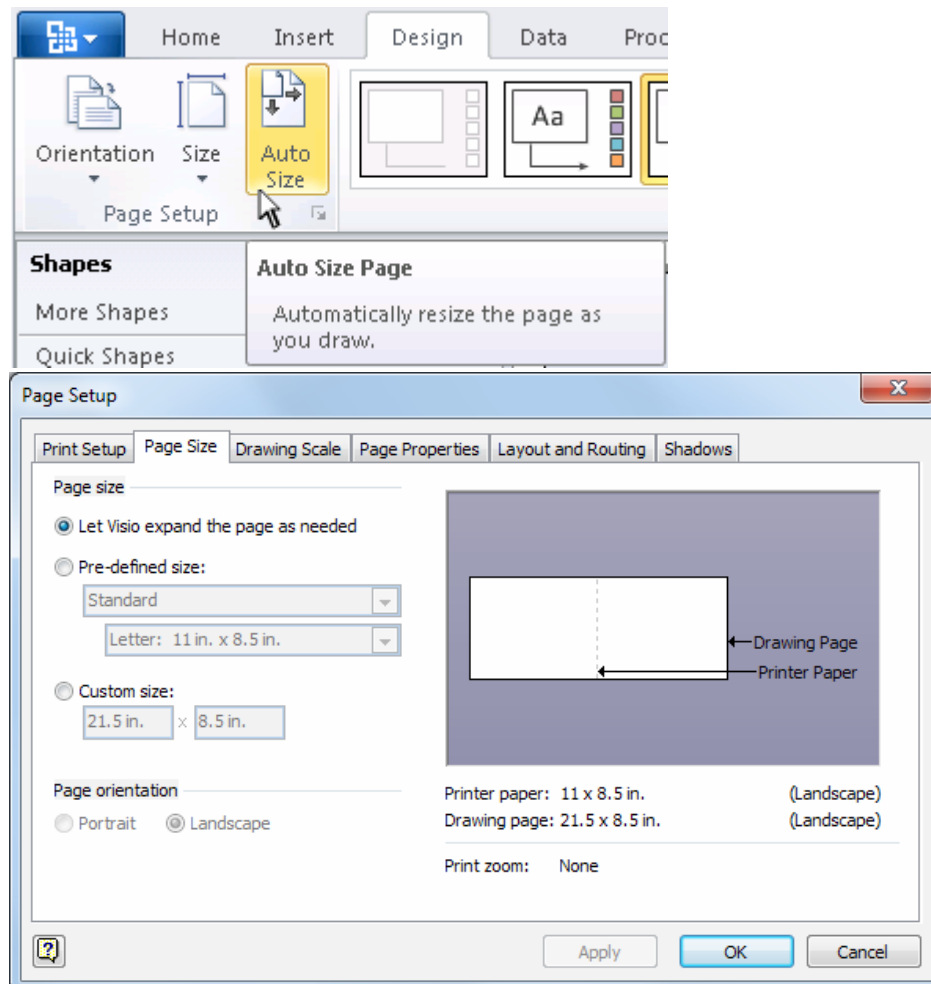 Home Insert Design Data Proc
Orientation Size Auto
Size
Page Setup
Aa
Shapes
More Shapes
Quick Shapes
Auto Size Page
Automatically resize the page as
you draw.
Page Setup
Print Setup Page Size Drawing Scale Page Properties Layout and Routing Shadows
Page size
Let Visio expand the page as needed
Pre-defined size:
Standard
Letter: 11 in. x 8.5 in.
Custom size:
21.5 in. x 8.5 in.
Page orientation
Portrait Landscape
Drawing Page
Printer Paper
Printer paper: 11 x 8.5 in. (Landscape)
Drawing page: 21.5 x 8.5 in. (Landscape)
Print zoom: None
Apply OK Cancel